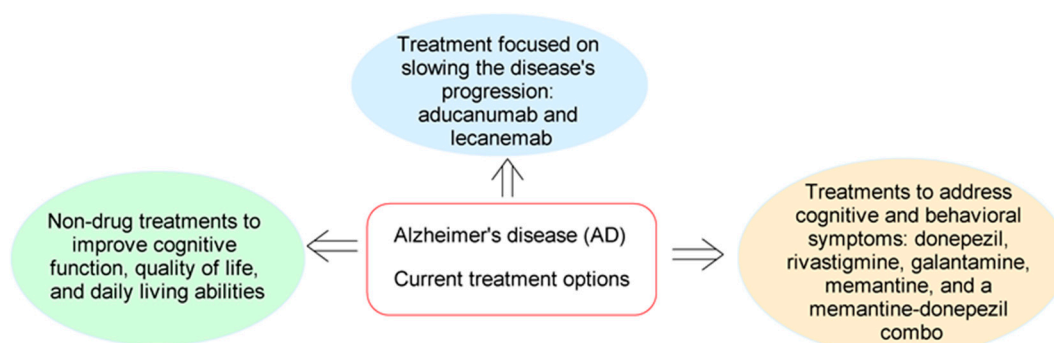 Treatment focused on
slowing the disease's
progression:
aducanumab and
lecanemab
Non-drug treatments to
improve cognitive
function, quality of life,
and daily living abilities
Alzheimer's disease (AD)
Current treatment options
Treatments to address
cognitive and behavioral
symptoms: donepezil,
rivastigmine, galantamine,
memantine, and a
memantine-donepezil
combo